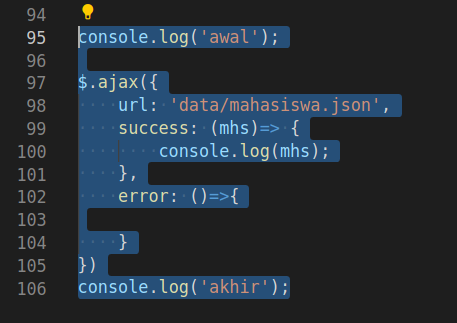 94
95 console.log('awal');
96
97 $.ajax({
98 url: 'data/mahasiswa.json',
99 success: (mhs)=> {
100 console.log(mhs);
101 },
102 error: ()=>{
103
104 }
105 })
106 console.log('akhir');